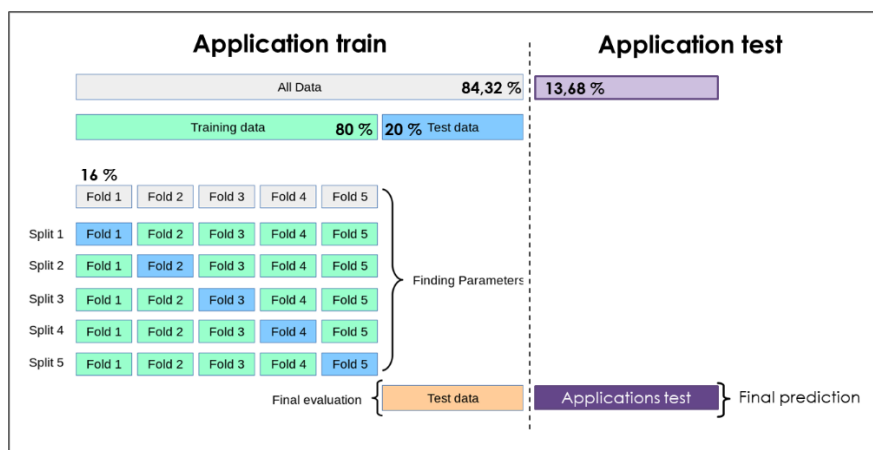 Application train
Application test
All Data
84,32 %
13,68 %
Training data
80 %
20 %
Test data
16 %
Fold 1 Fold 2 Fold 3 Fold 4 Fold 5
Split 1 Fold 1 Fold 2 Fold 3 Fold 4 Fold 5
Split 2 Fold 1 Fold 2 Fold 3 Fold 4 Fold 5
Finding Parameters
Split 3 Fold 1 Fold 2 Fold 3 Fold 4 Fold 5
Split 4 Fold 1 Fold 2 Fold 3 Fold 4 Fold 5
Split 5 Fold 1 Fold 2 Fold 3 Fold 4 Fold 5
Final evaluation
Test data
Applications test
Final prediction